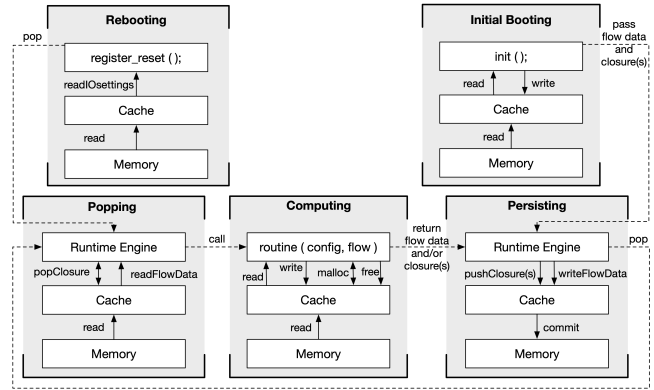 Rebooting
pop
register_reset ( );
readIOsettings
Cache
read
Memory
Initial Booting
pass
flow data
and
closure(s)
init ( );
read
write
Cache
read
Memory
Popping
Runtime Engine
popClosure
readFlowData
Cache
read
Memory
call
Computing
routine ( config, flow )
read
write
malloc
free
Cache
read
Memory
return
flow data
and/or
closure(s)
Persisting
Runtime Engine
pop
pushClosure(s)
writeFlowData
Cache
commit
Memory